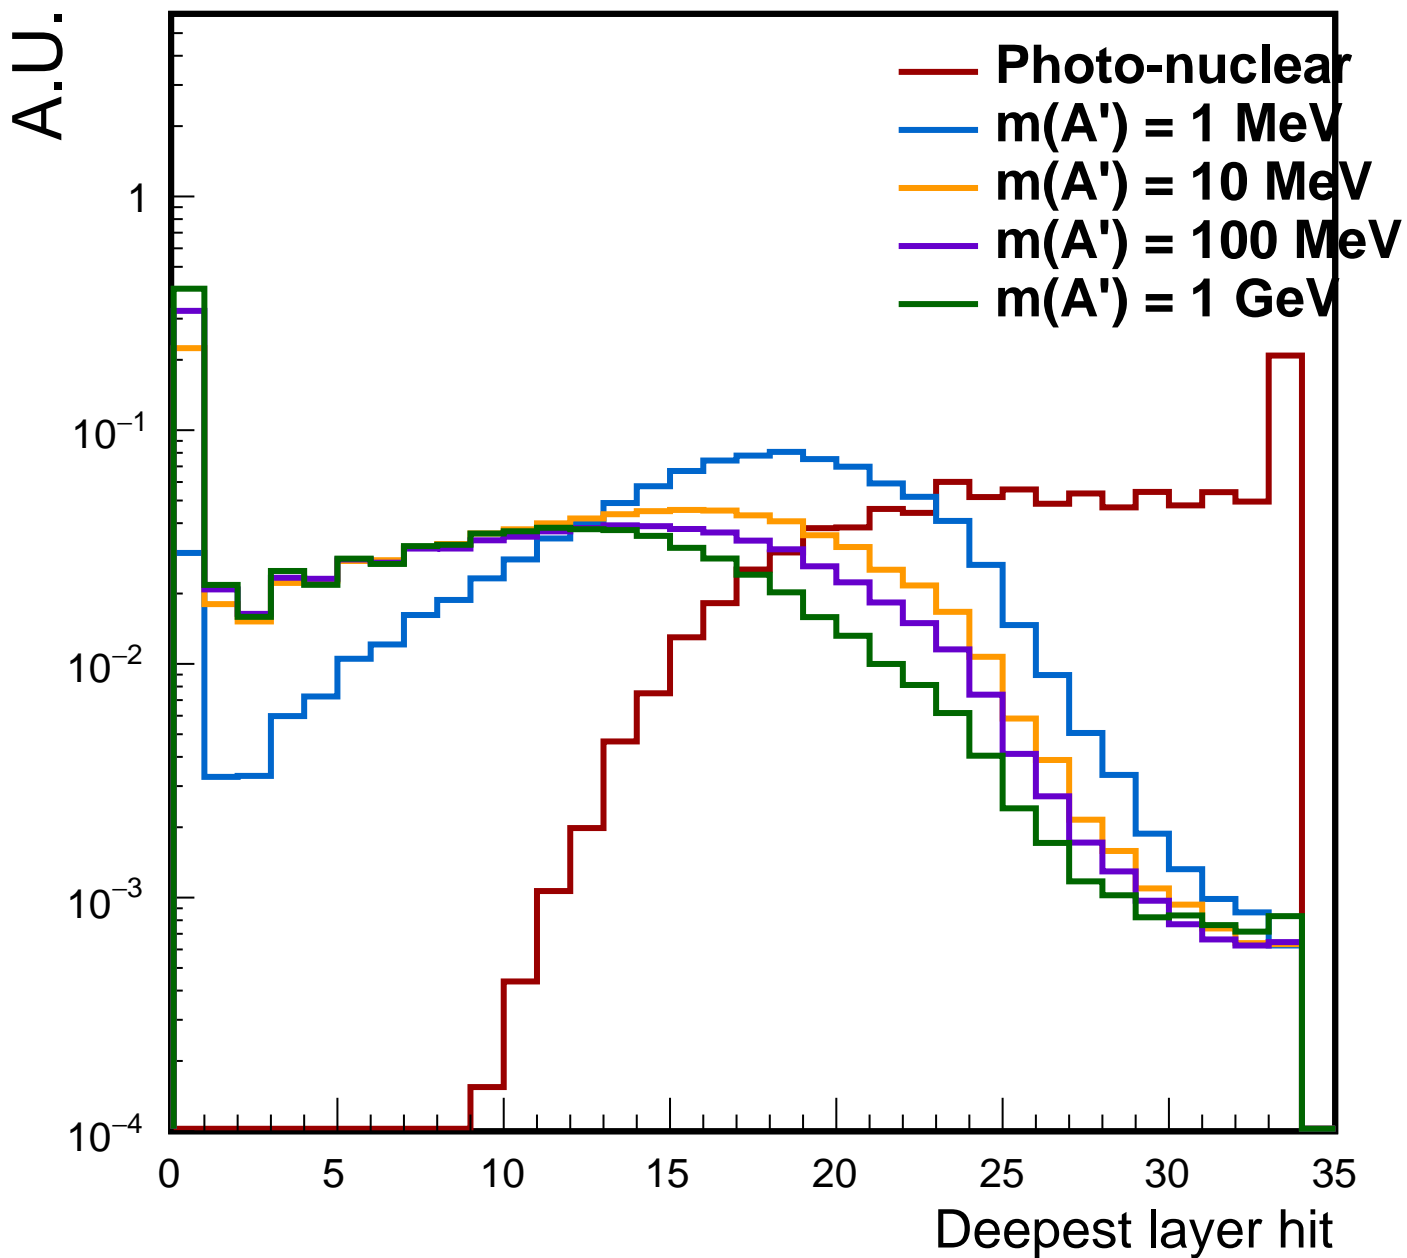 A.U.
Photo-nuclear
m(A') = 1 MeV
m(A') = 10 MeV
m(A') = 100 MeV
m(A') = 1 GeV
1
10⁻¹
10⁻²
10⁻³
10⁻⁴
0 5 10 15 20 25 30 35
Deepest layer hit